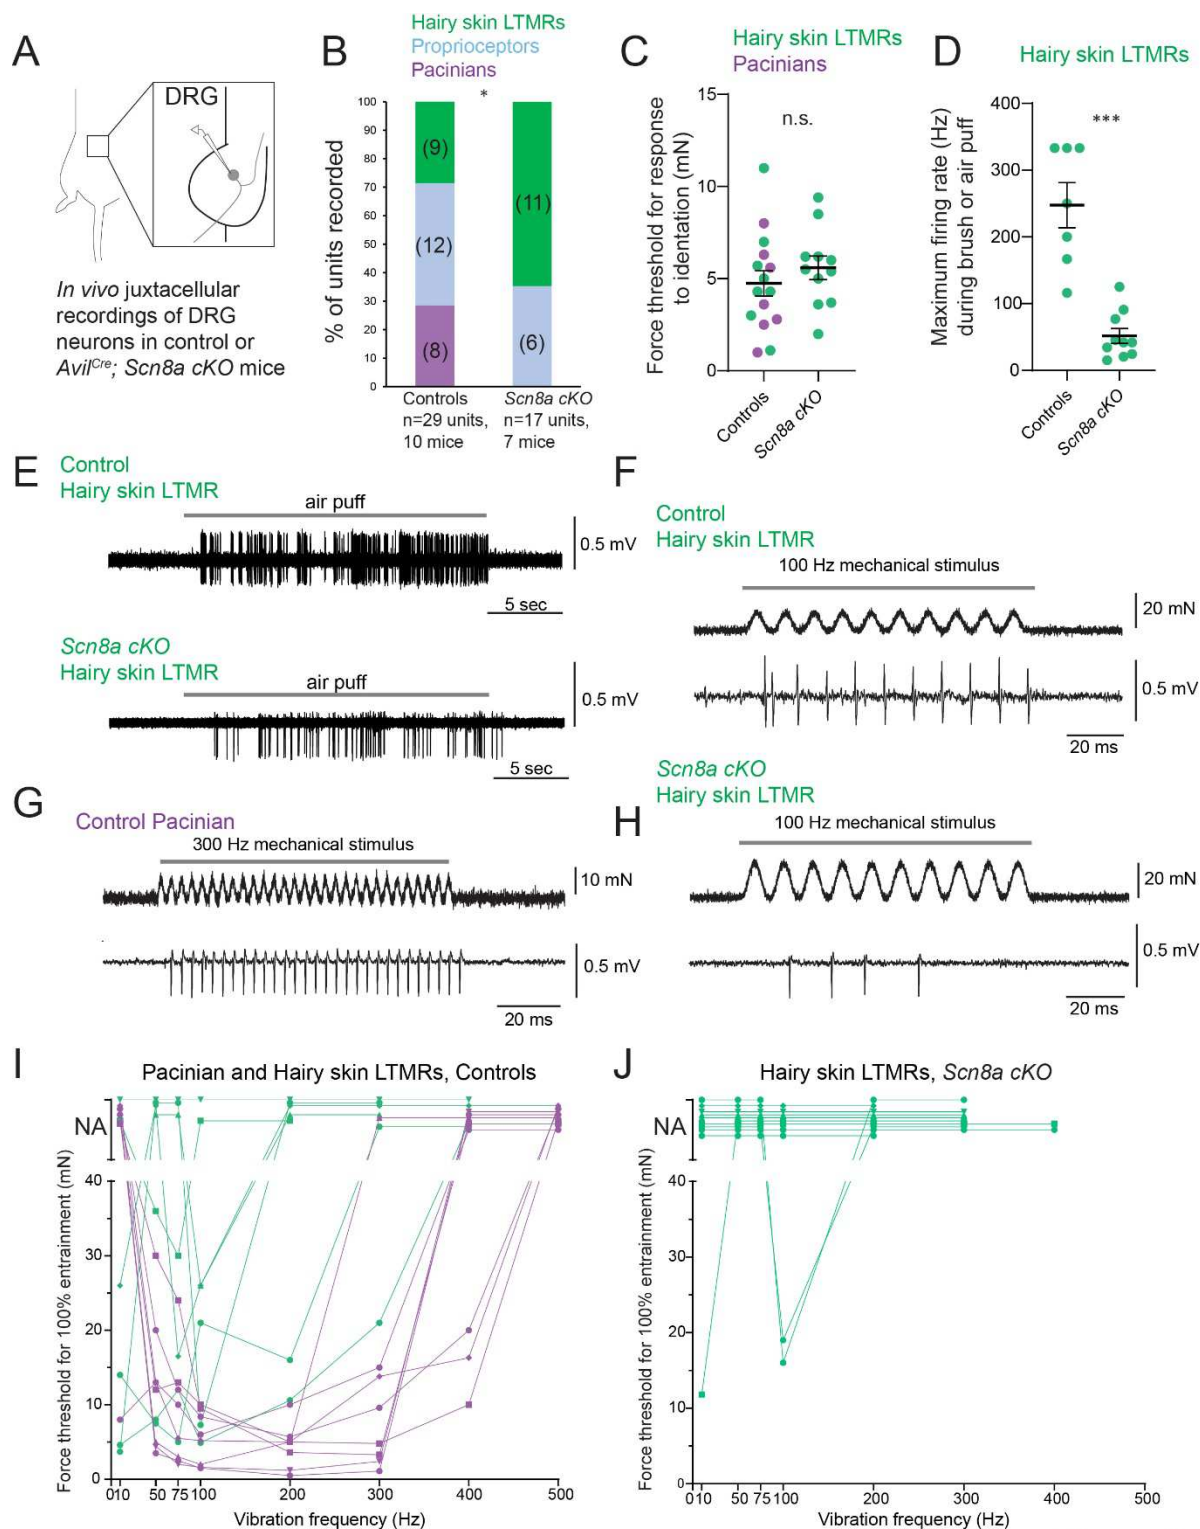 A
DRG
In vivo juxtacellular
recordings of DRG
neurons in control or
AvilCre; Scn8a cKO mice
B
Hairy skin LTMRs
Proprioceptors
Pacinians
*
% of units recorded
100
90
80
70
60
50
40
30
20
10
0
(9)
(12)
(8)
(11)
(6)
Controls
n=29 units,
10 mice
Scn8a cKO
n=17 units,
7 mice
C
Hairy skin LTMRs
Pacinians
n.s.
Force threshold for response
to identation (mN)
15
10
5
0
Controls
Scn8a cKO
D
Hairy skin LTMRs
***
Maximum firing rate (Hz)
during brush or air puff
400
300
200
100
0
Controls
Scn8a cKO
E
Control
Hairy skin LTMR
air puff
0.5 mV
5 sec
Scn8a cKO
Hairy skin LTMR
air puff
0.5 mV
5 sec
F
Control
Hairy skin LTMR
100 Hz mechanical stimulus
20 mN
0.5 mV
20 ms
G
Control Pacinian
300 Hz mechanical stimulus
10 mN
0.5 mV
20 ms
H
Scn8a cKO
Hairy skin LTMR
100 Hz mechanical stimulus
20 mN
0.5 mV
20 ms
I
Pacinian and Hairy skin LTMRs, Controls
Force threshold for 100% entrainment (mN)
NA
40
30
20
10
0
0 10 50 75 100 200 300 400 500
Vibration frequency (Hz)
J
Hairy skin LTMRs, Scn8a cKO
Force threshold for 100% entrainment (mN)
NA
40
30
20
10
0
0 10 50 75 100 200 300 400 500
Vibration frequency (Hz)